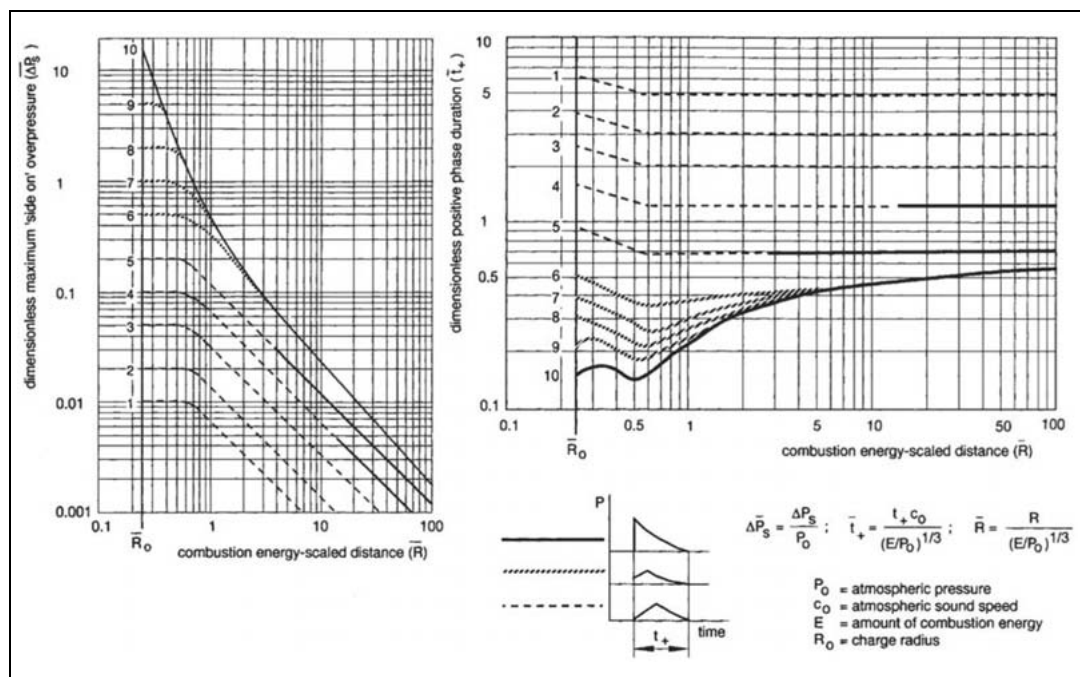 dimensionless maximum 'side on' overpressure (Δ̄P̄s)
10
1
0.1
0.01
0.001
10
9
8
7
6
5
4
3
2
1
0.1
1
10
100
R̄o
combustion energy-scaled distance (R̄)
dimensionless positive phase duration (t̄+)
10
5
1
0.5
0.1
1
2
3
4
5
6
7
8
9
10
0.1
0.5
1
5
10
50
100
R̄o
combustion energy-scaled distance (R̄)
P
time
t+
ΔP̄s = ΔPs / Po ; t̄+ = t+ co / (E/Po)1/3 ; R̄ = R / (E/Po)1/3
Po = atmospheric pressure
co = atmospheric sound speed
E = amount of combustion energy
Ro = charge radius